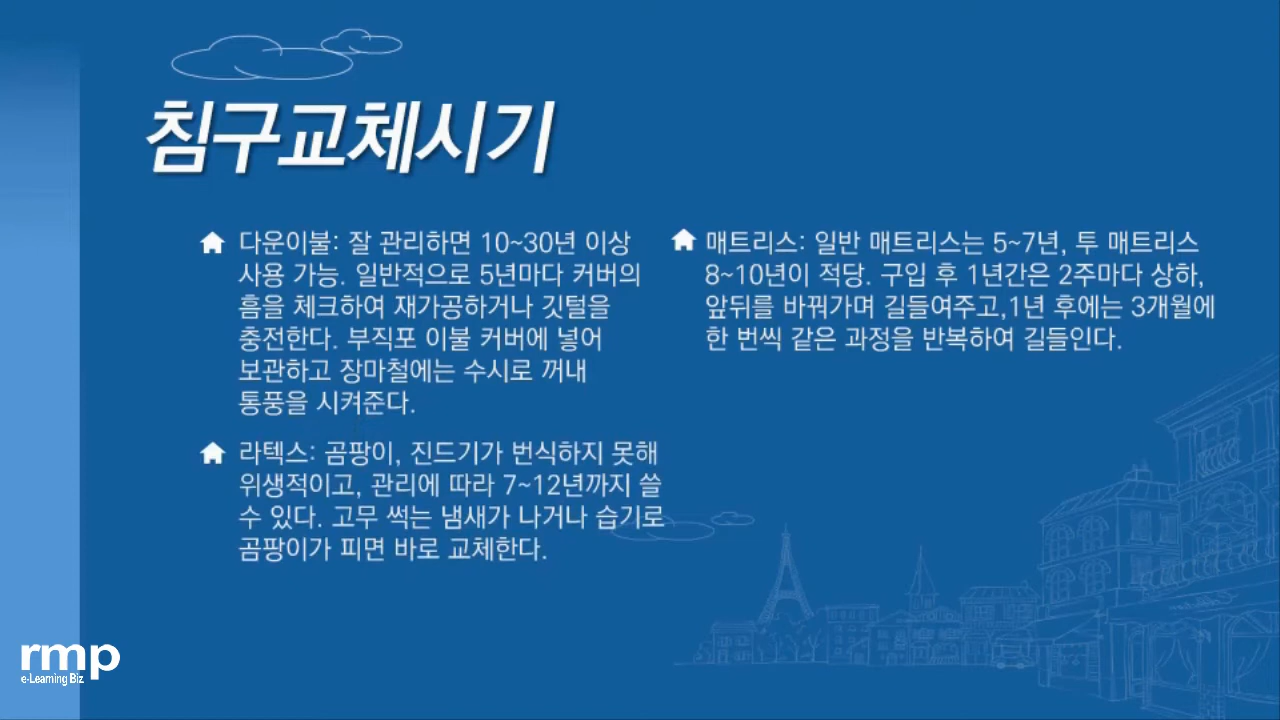 침구교체시기
다운이불: 잘 관리하면 10~30년 이상
사용 가능. 일반적으로 5년마다 커버의
흠을 체크하여 재가공하거나 깃털을
충전한다. 부직포 이불 커버에 넣어
보관하고 장마철에는 수시로 꺼내
통풍을 시켜준다.
라텍스: 곰팡이, 진드기가 번식하지 못해
위생적이고, 관리에 따라 7~12년까지 쓸
수 있다. 고무 썩는 냄새가 나거나 습기로
곰팡이가 피면 바로 교체한다.
매트리스: 일반 매트리스는 5~7년, 투 매트리스
8~10년이 적당. 구입 후 1년간은 2주마다 상하,
앞뒤를 바꿔가며 길들여주고,1년 후에는 3개월에
한 번씩 같은 과정을 반복하여 길들인다.
rmp
e-Learning Biz